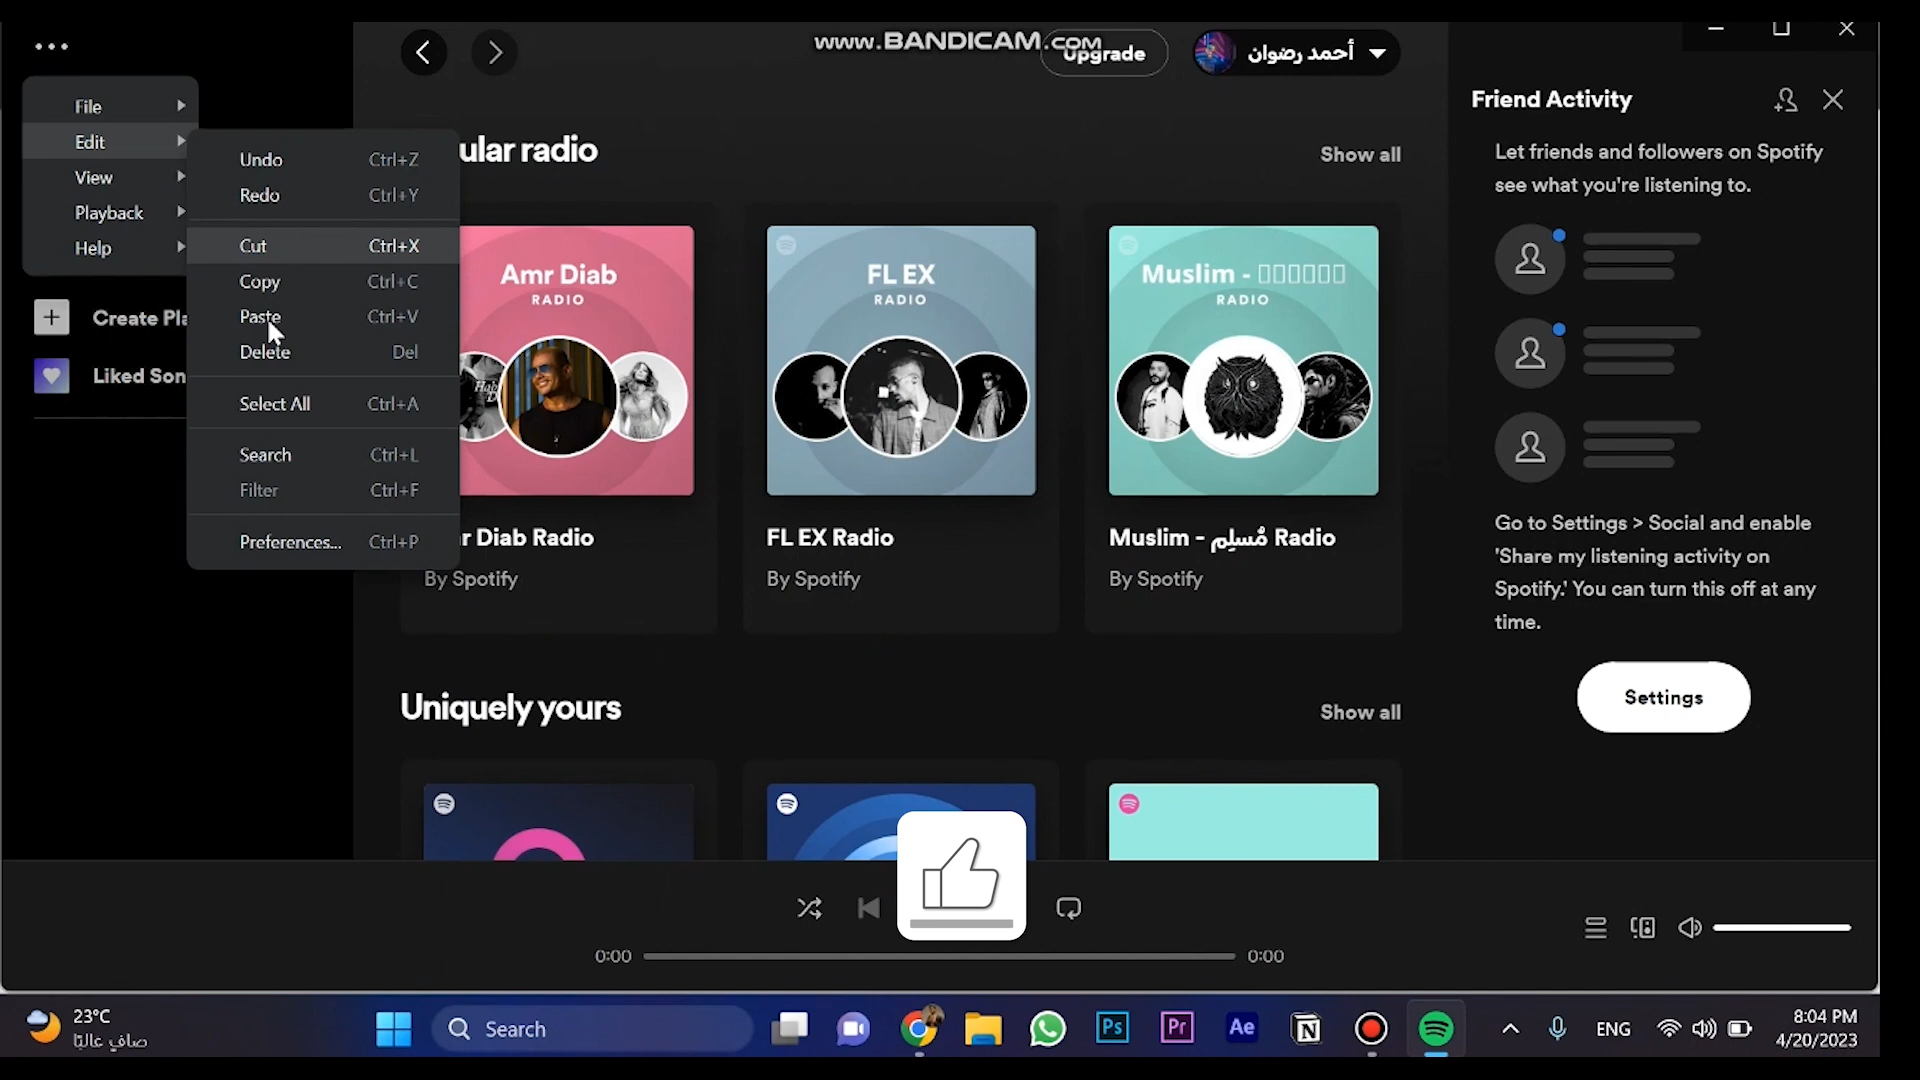 www.BANDICAM.com
Upgrade
أحمد رضوان
File
Edit
View
Playback
Help
Undo Ctrl+Z
Redo Ctrl+Y
Cut Ctrl+X
Copy Ctrl+C
Paste Ctrl+V
Delete Del
Select All Ctrl+A
Search Ctrl+L
Filter Ctrl+F
Preferences... Ctrl+P
Create Pla
Liked Son
ular radio
Show all
Amr Diab
RADIO
FL EX
RADIO
Muslim - □□□□□□
RADIO
r Diab Radio
By Spotify
FL EX Radio
By Spotify
Muslim - مُسلِم Radio
By Spotify
Uniquely yours
Show all
Friend Activity
Let friends and followers on Spotify
see what you're listening to.
Go to Settings > Social and enable
'Share my listening activity on
Spotify.' You can turn this off at any
time.
Settings
0:00
0:00
23°C
صافي غالبًا
Search
Ps
Pr
Ae
ENG
8:04 PM
4/20/2023